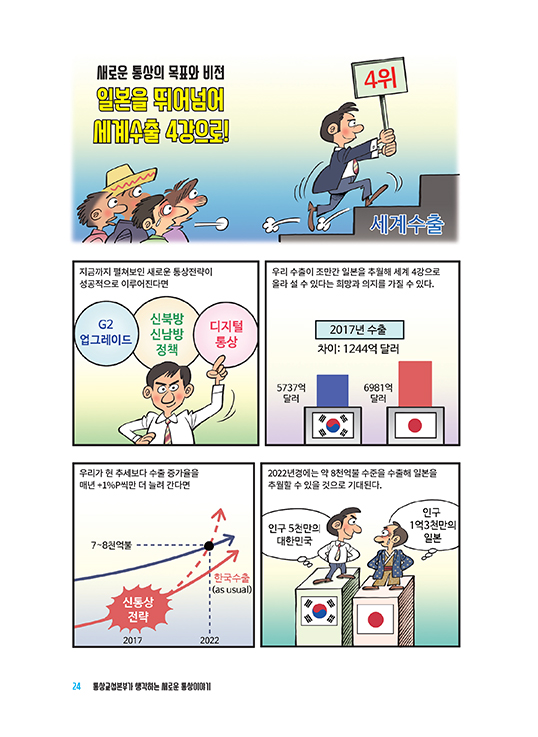 새로운 통상의 목표와 비전
일본을 뛰어넘어
세계수출 4강으로!
4위
세계수출
지금까지 펼쳐보인 새로운 통상전략이
성공적으로 이루어진다면
G2
업그레이드
신북방
신남방
정책
디지털
통상
우리 수출이 조만간 일본을 추월해 세계 4강으로
올라 설 수 있다는 희망과 의지를 가질 수 있다.
2017년 수출
차이: 1244억 달러
5737억
달러
6981억
달러
우리가 현 추세보다 수출 증가율을
매년 +1%P씩만 더 늘려 간다면
7~8천억불
한국수출
(as usual)
신통상
전략
2017
2022
2022년경에는 약 8천억불 수준을 수출해 일본을
추월할 수 있을 것으로 기대된다.
인구 5천만의
대한민국
인구
1억3천만의
일본
24 통상교섭본부가 생각하는 새로운 통상이야기